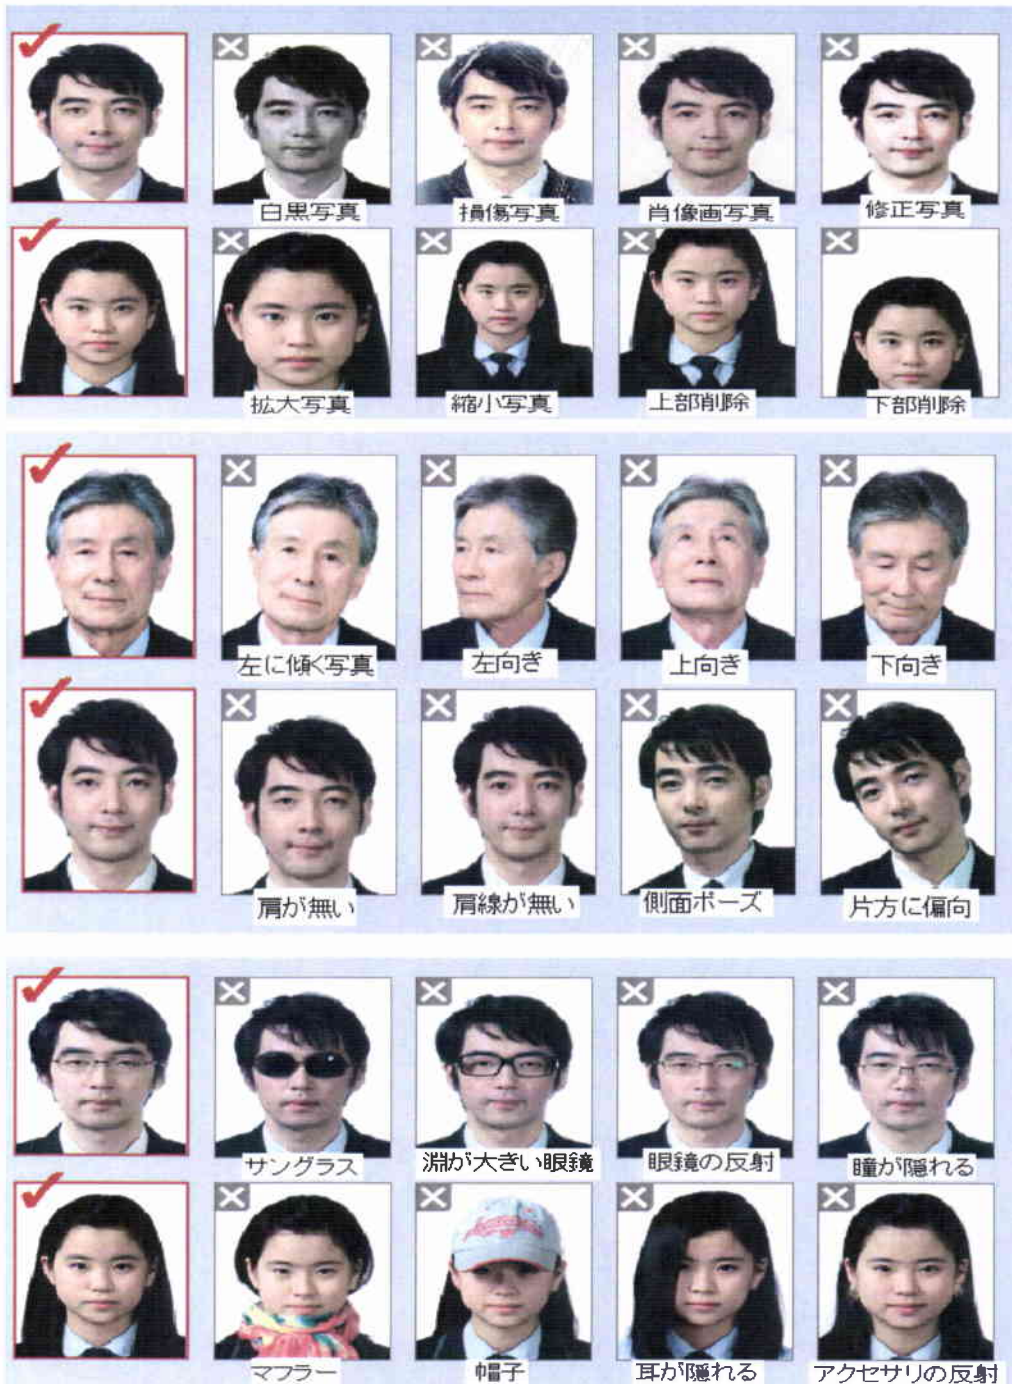 白黒写真
損傷写真
肖像画写真
修正写真
拡大写真
縮小写真
上部削除
下部削除
左に傾く写真
左向き
上向き
下向き
肩が無い
肩線が無い
側面ポーズ
片方に偏向
サングラス
淵が大きい眼鏡
眼鏡の反射
瞳が隠れる
マフラー
帽子
耳が隠れる
アクセサリの反射